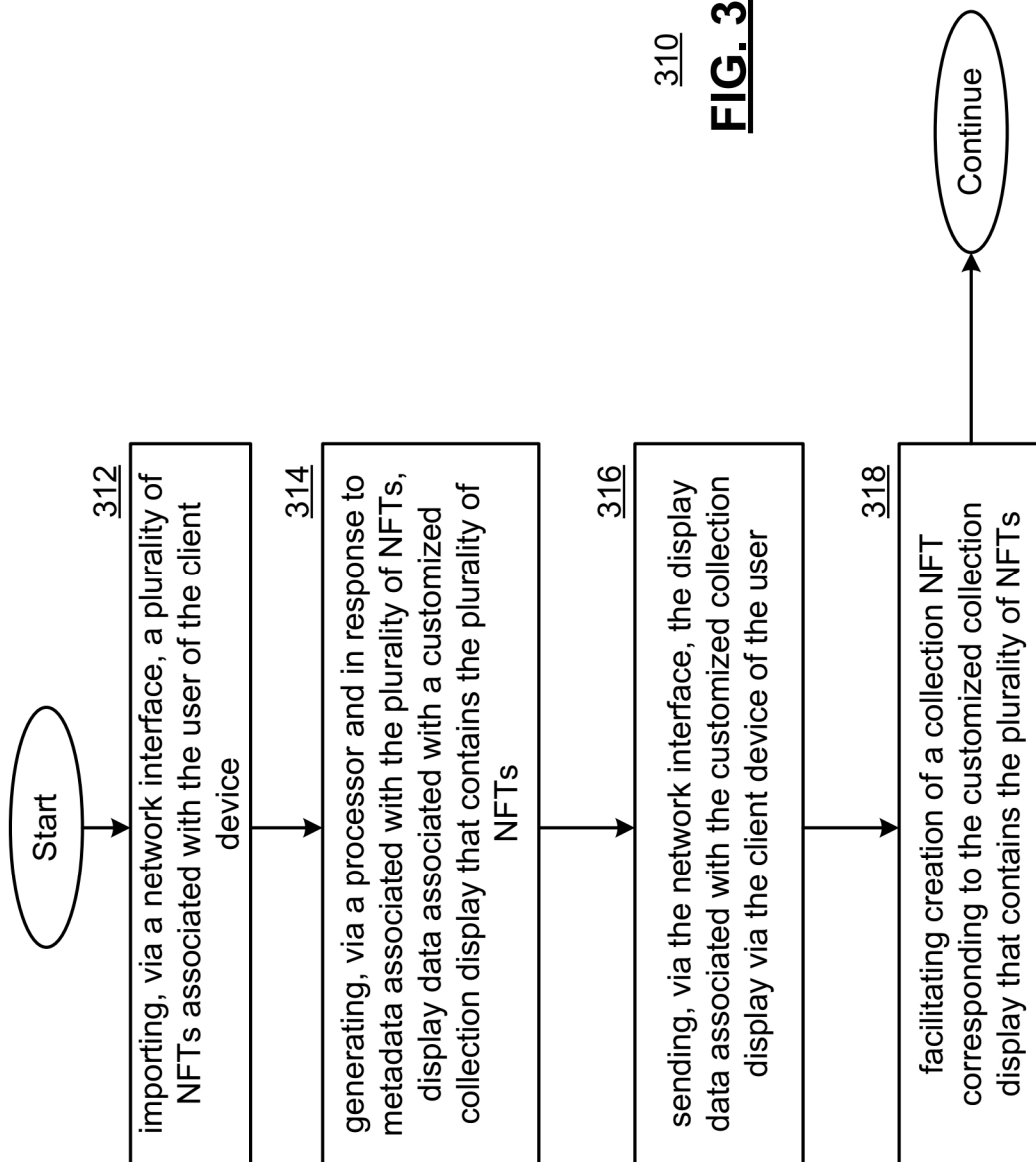 Start
312
importing, via a network interface, a plurality of
NFTs associated with the user of the client
device
314
generating, via a processor and in response to
metadata associated with the plurality of NFTs,
display data associated with a customized
collection display that contains the plurality of
NFTs
316
sending, via the network interface, the display
data associated with the customized collection
display via the client device of the user
318
facilitating creation of a collection NFT
corresponding to the customized collection
display that contains the plurality of NFTs
Continue
310
FIG. 3